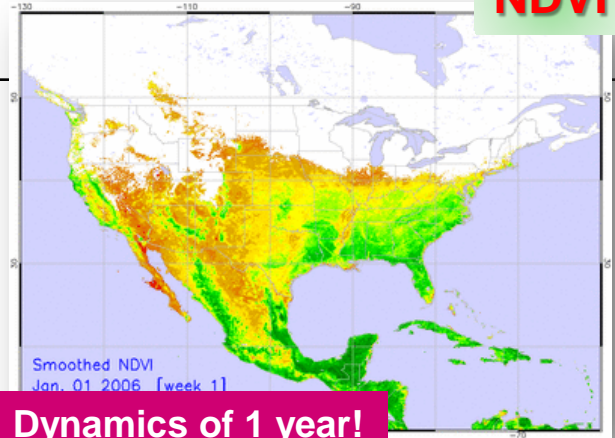 NDVI
-130
-110
-90
50
50
30
30
Smoothed NDVI
Jan. 01 2006 [week 1]
Dynamics of 1 year!
-70